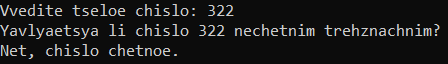 Vvedite tseloe chislo: 322
Yavlyaetsya li chislo 322 nechetnim trehznachnim?
Net, chislo chetnoe.